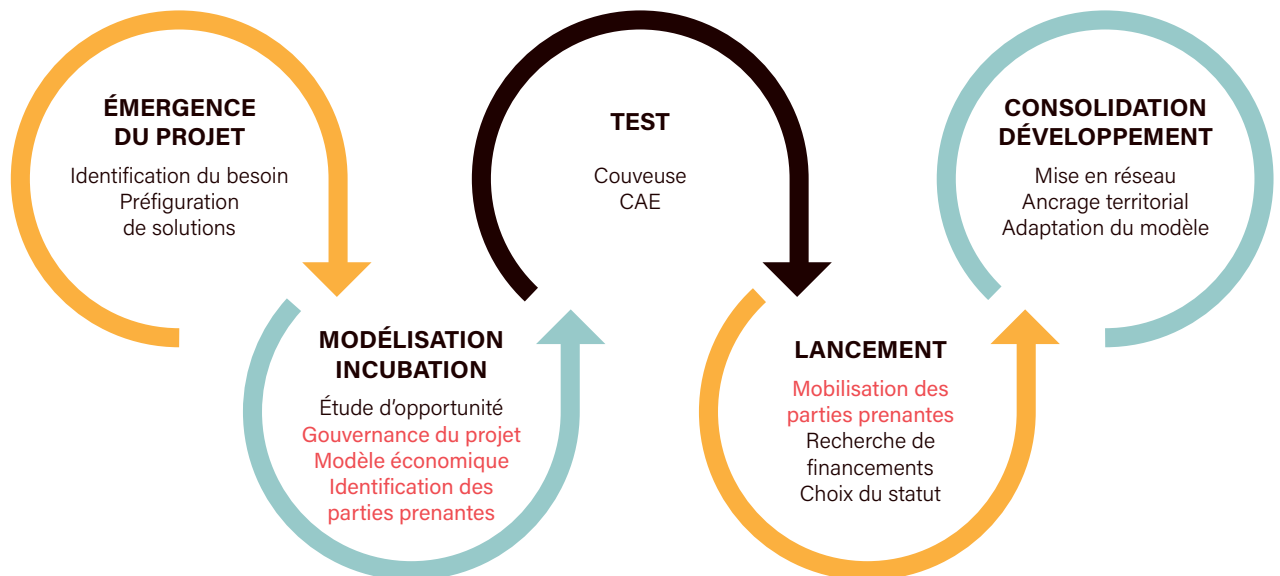 ÉMERGENCE
DU PROJET
Identification du besoin
Préfiguration
de solutions
MODÉLISATION
INCUBATION
Étude d'opportunité
Gouvernance du projet
Modèle économique
Identification des
parties prenantes
TEST
Couveuse
CAE
LANCEMENT
Mobilisation des
parties prenantes
Recherche de
financements
Choix du statut
CONSOLIDATION
DÉVELOPPEMENT
Mise en réseau
Ancrage territorial
Adaptation du modèle